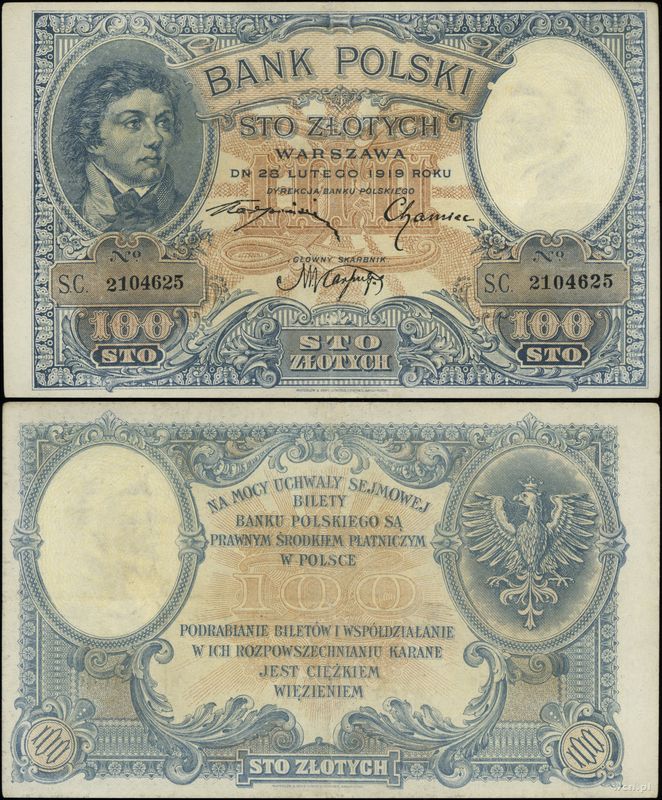 BANK POLSKI
STO ZŁOTYCH
WARSZAWA
DN 28 LUTEGO 1919 ROKU
DYREKCJA BANKU POLSKIEGO
GŁÓWNY SKARBNIK
No
S.C. 2104625
No
S.C. 2104625
100
STO
STO
ZŁOTYCH
100
STO
NA MOCY UCHWAŁY SEJMOWEJ
BILETY
BANKU POLSKIEGO SĄ
PRAWNYM ŚRODKIEM PŁATNICZYM
W POLSCE
100
PODRABIANIE BILETÓW I WSPÓŁDZIAŁANIE
W ICH ROZPOWSZECHNIANIU KARANE
JEST CIĘŻKIEM
WIĘZIENIEM
100
STO ZŁOTYCH
100
wcn.pl